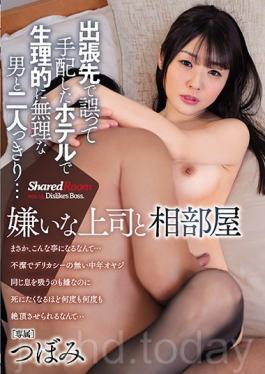 出張先で誤って
手配したホテルで
生理的に無理な
男と二人っきり…
Shared Room
Dislikes Boss.
嫌いな上司と相部屋
まさか、こんな事になるなんて…
不潔でデリカシーの無い中年オヤジ
同じ息を吸うのも嫌なのに
死にたくなるほど何度も何度も
絶頂させられるなんて…
[専属]
つぼみ